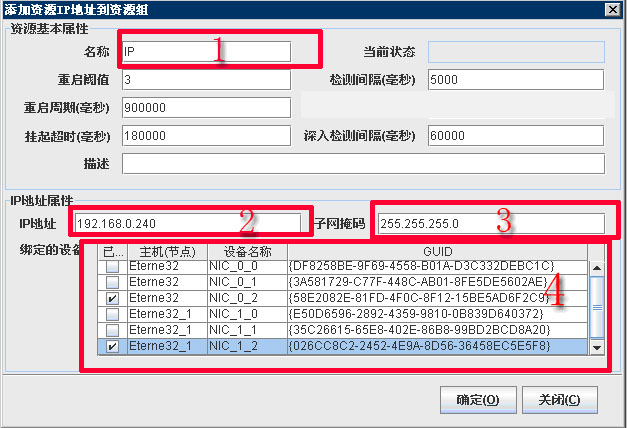 添加资源IP地址到资源组
资源基本属性
名称 IP 1 当前状态
重启阈值 3 检测间隔(毫秒) 5000
重启周期(毫秒) 900000
挂起超时(毫秒) 180000 深入检测间隔(毫秒) 60000
描述
IP地址属性
IP地址 192.168.0.240 2 子网掩码 255.255.255.0 3
绑定的设备 已... 主机(节点) 设备名称 GUID 4
Eterne32 NIC_0_0 {DF8258BE-9F69-4558-B01A-D3C332DEBC1C}
Eterne32 NIC_0_1 {3A581729-C77F-448C-AB01-8FE5DE5602AE}
Eterne32 NIC_0_2 {58E2082E-81FD-4F0C-8F12-15BE5AD6F2C9}
Eterne32_1 NIC_1_0 {E50D6596-2892-4359-9810-0B839D640372}
Eterne32_1 NIC_1_1 {35C26615-65E8-402E-86B8-99BD2BCD8A20}
Eterne32_1 NIC_1_2 {026CC8C2-2452-4E9A-8D56-36458EC5E5F8}
确定(O) 关闭(C)